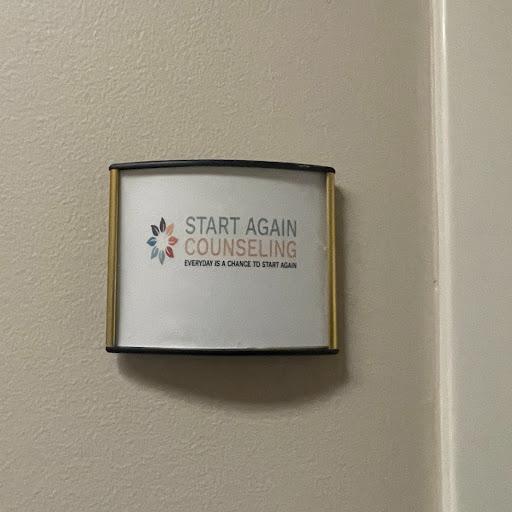 START AGAIN
COUNSELING
EVERYDAY IS A CHANCE TO START AGAIN